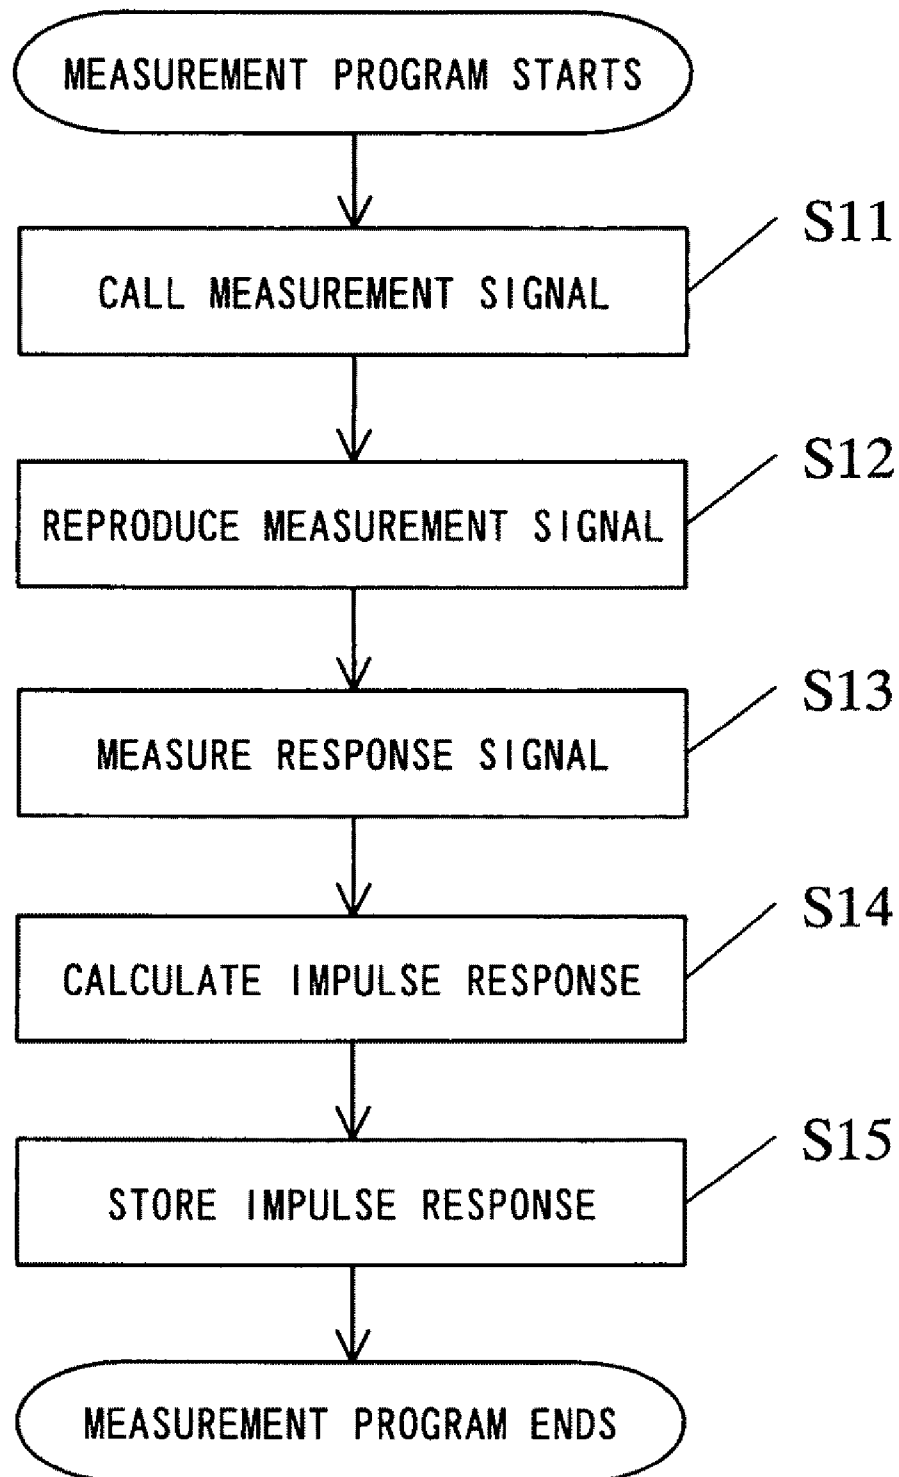 MEASUREMENT PROGRAM STARTS
S11
CALL MEASUREMENT SIGNAL
S12
REPRODUCE MEASUREMENT SIGNAL
S13
MEASURE RESPONSE SIGNAL
S14
CALCULATE IMPULSE RESPONSE
S15
STORE IMPULSE RESPONSE
MEASUREMENT PROGRAM ENDS